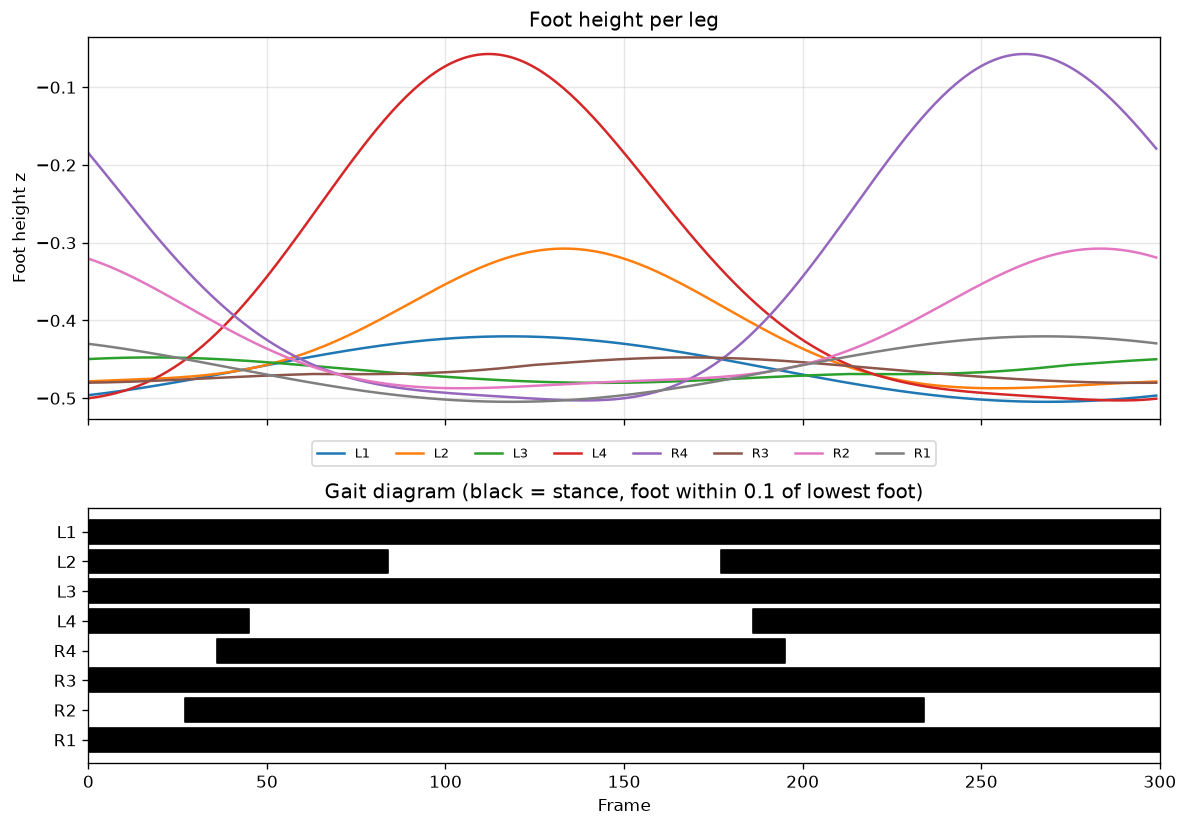 Foot height per leg
−0.1
−0.2
−0.3
−0.4
−0.5
Foot height z
L1 L2 L3 L4 R4 R3 R2 R1
Gait diagram (black = stance, foot within 0.1 of lowest foot)
L1
L2
L3
L4
R4
R3
R2
R1
0 50 100 150 200 250 300
Frame